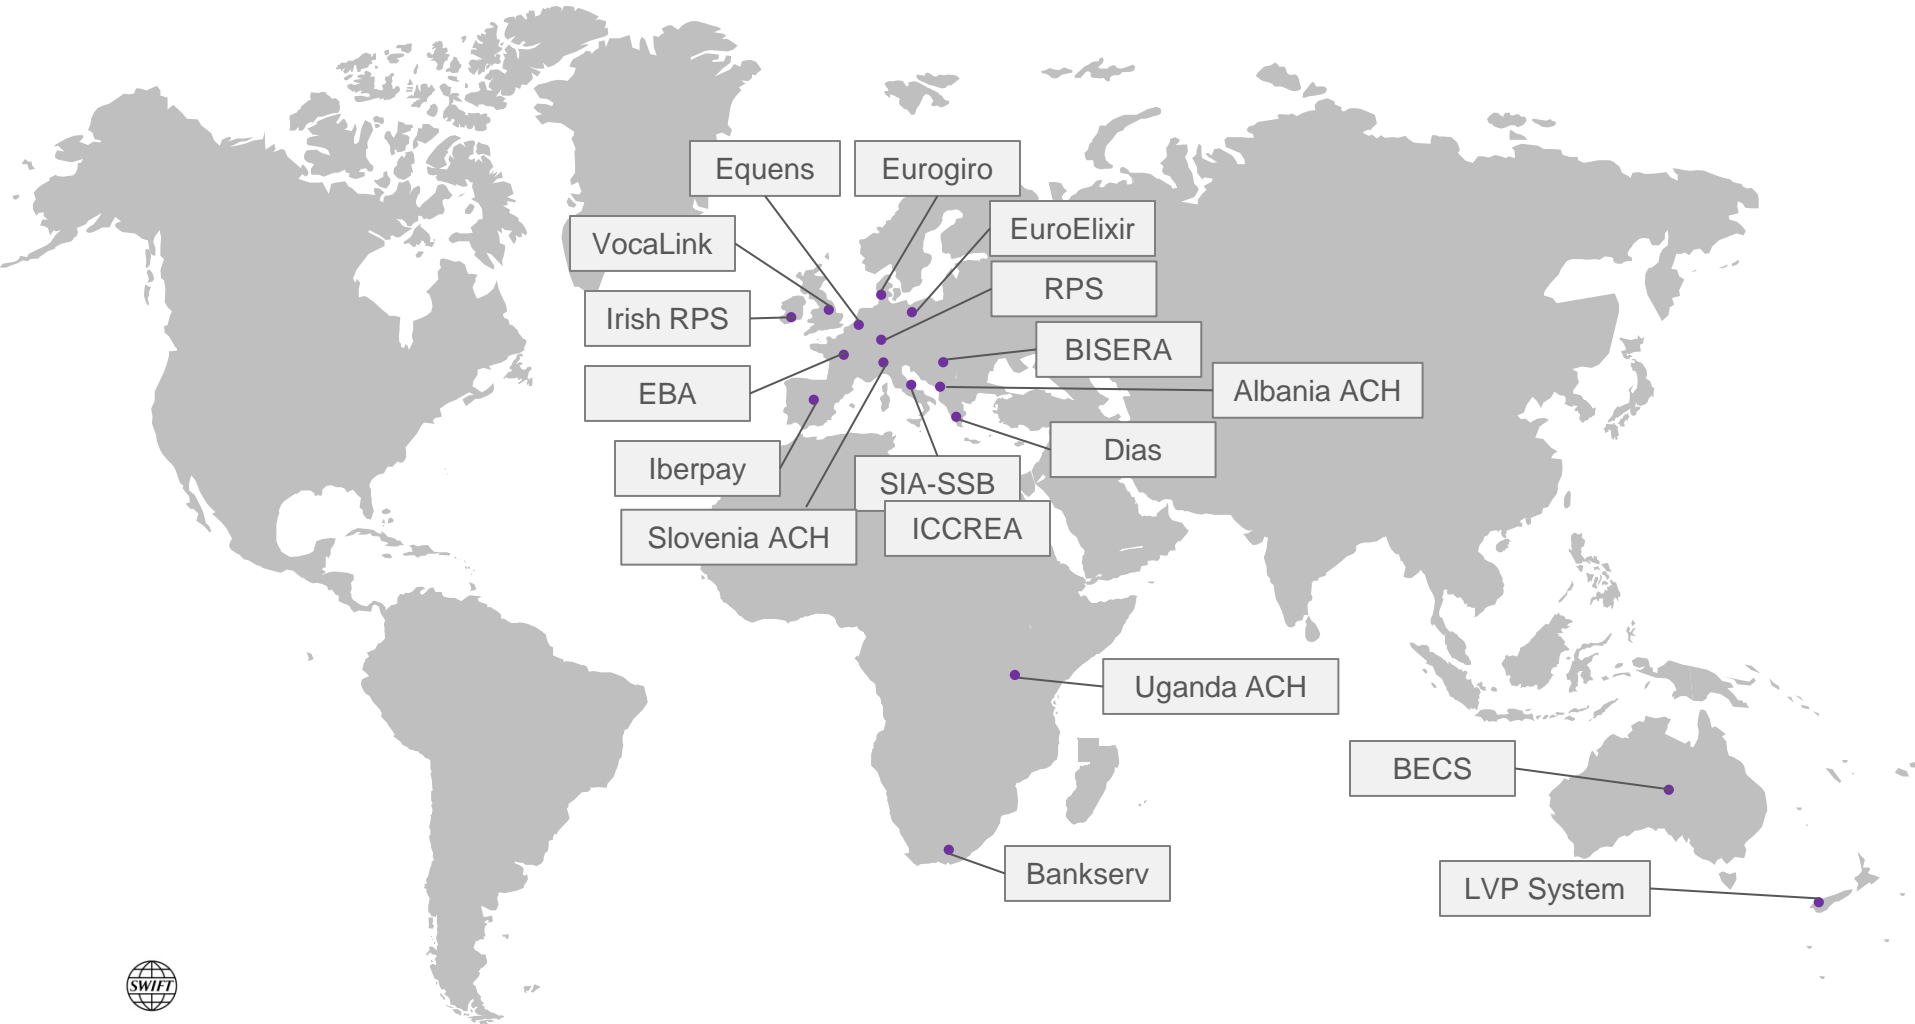 Equens
Eurogiro
EuroElixir
VocaLink
RPS
Irish RPS
BISERA
EBA
Albania ACH
Dias
Iberpay
SIA-SSB
ICCREA
Slovenia ACH
Uganda ACH
BECS
Bankserv
LVP System
SWIFT